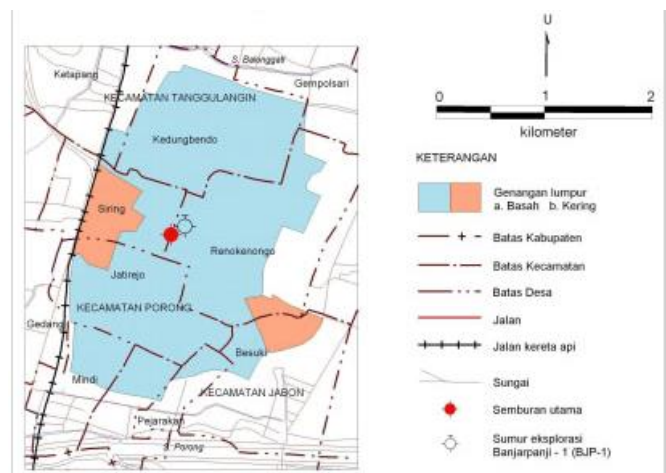 S. Balonggati
Ketapang
Gempolsari
KECAMATAN TANGGULANGIN
Kedungbendo
Siring
Renokenongo
Jatirejo
KECAMATAN PORONG
Gedang
Besuki
Mindi
KECAMATAN JABON
Pejarakan
S. Porong
U
0 1 2
kilometer
KETERANGAN
Genangan lumpur
a. Basah b. Kering
Batas Kabupaten
Batas Kecamatan
Batas Desa
Jalan
Jalan kereta api
Sungai
Semburan utama
Sumur eksplorasi
Banjarpanji - 1 (BJP-1)